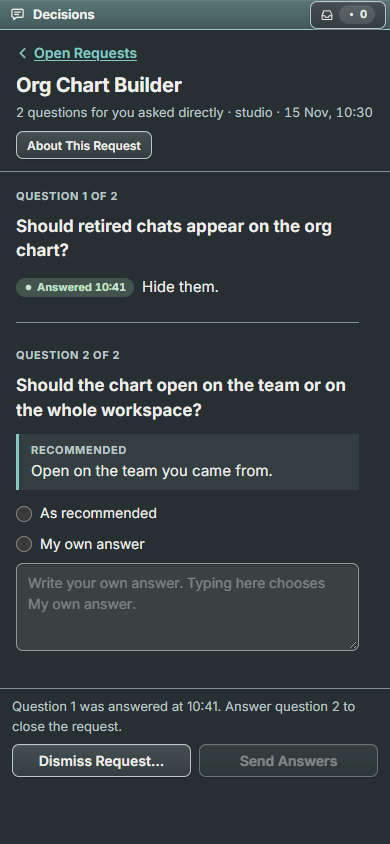 Decisions
• 0
Open Requests
Org Chart Builder
2 questions for you asked directly · studio · 15 Nov, 10:30
About This Request
QUESTION 1 OF 2
Should retired chats appear on the org
chart?
• Answered 10:41 Hide them.
QUESTION 2 OF 2
Should the chart open on the team or on
the whole workspace?
RECOMMENDED
Open on the team you came from.
As recommended
My own answer
Write your own answer. Typing here chooses
My own answer.
Question 1 was answered at 10:41. Answer question 2 to
close the request.
Dismiss Request... Send Answers